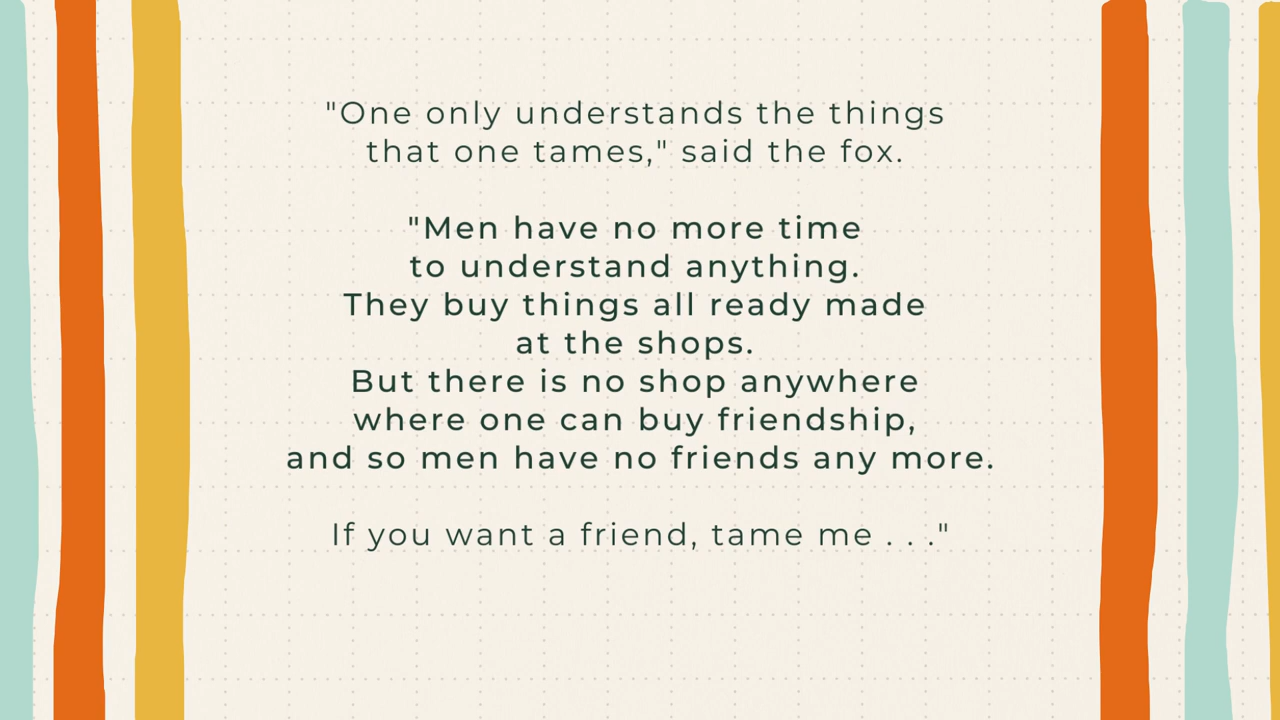 "One only understands the things
that one tames," said the fox.
"Men have no more time
to understand anything.
They buy things all ready made
at the shops.
But there is no shop anywhere
where one can buy friendship,
and so men have no friends any more.
If you want a friend, tame me . . ."